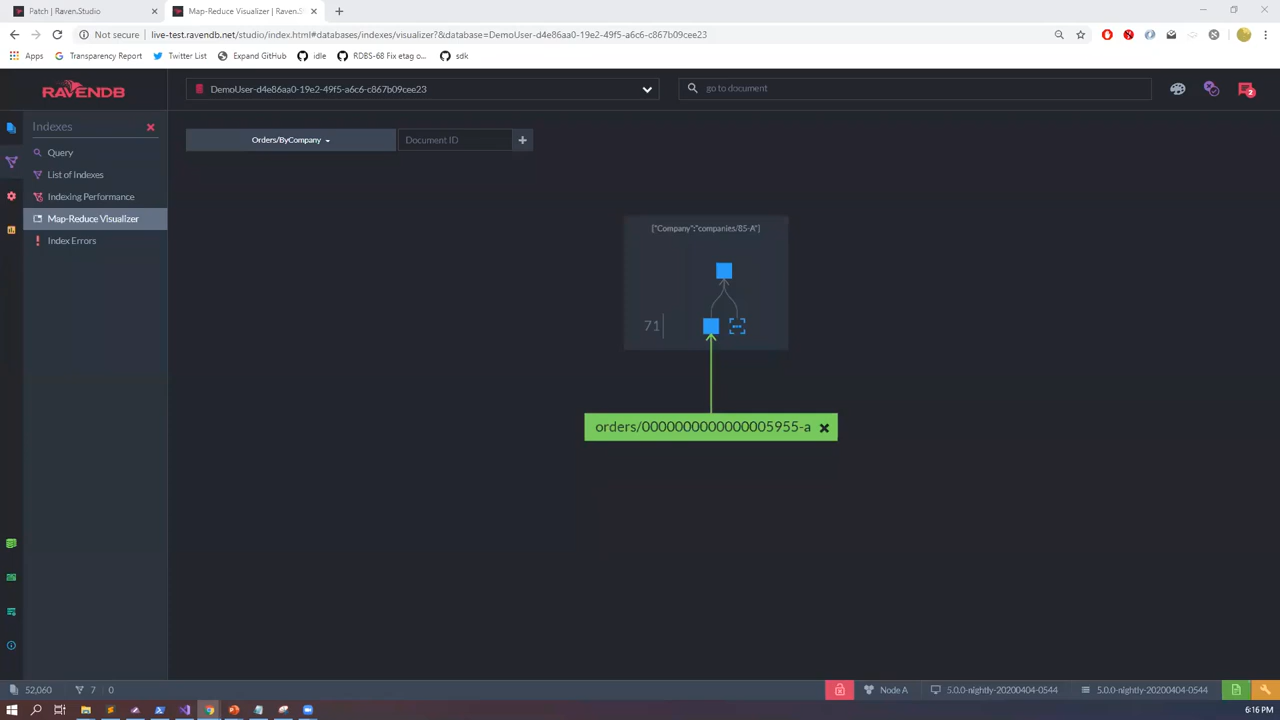 Patch | Raven.Studio
Map-Reduce Visualizer | Raven.S
Not secure | live-test.ravendb.net/studio/index.html#databases/indexes/visualizer?&database=DemoUser-d4e86aa0-19e2-49f5-a6c6-c867b09cee23
Apps
Transparency Report
Twitter List
Expand GitHub
idle
RDBS-68 Fix etag o...
sdk
RAVENDB
DemoUser-d4e86aa0-19e2-49f5-a6c6-c867b09cee23
go to document
2
Indexes
Query
List of Indexes
Indexing Performance
Map-Reduce Visualizer
Index Errors
Orders/ByCompany
Document ID
{"Company":"companies/85-A"}
71
orders/0000000000000005955-a
52,060
7
0
Node A
5.0.0-nightly-20200404-0544
5.0.0-nightly-20200404-0544
6:16 PM